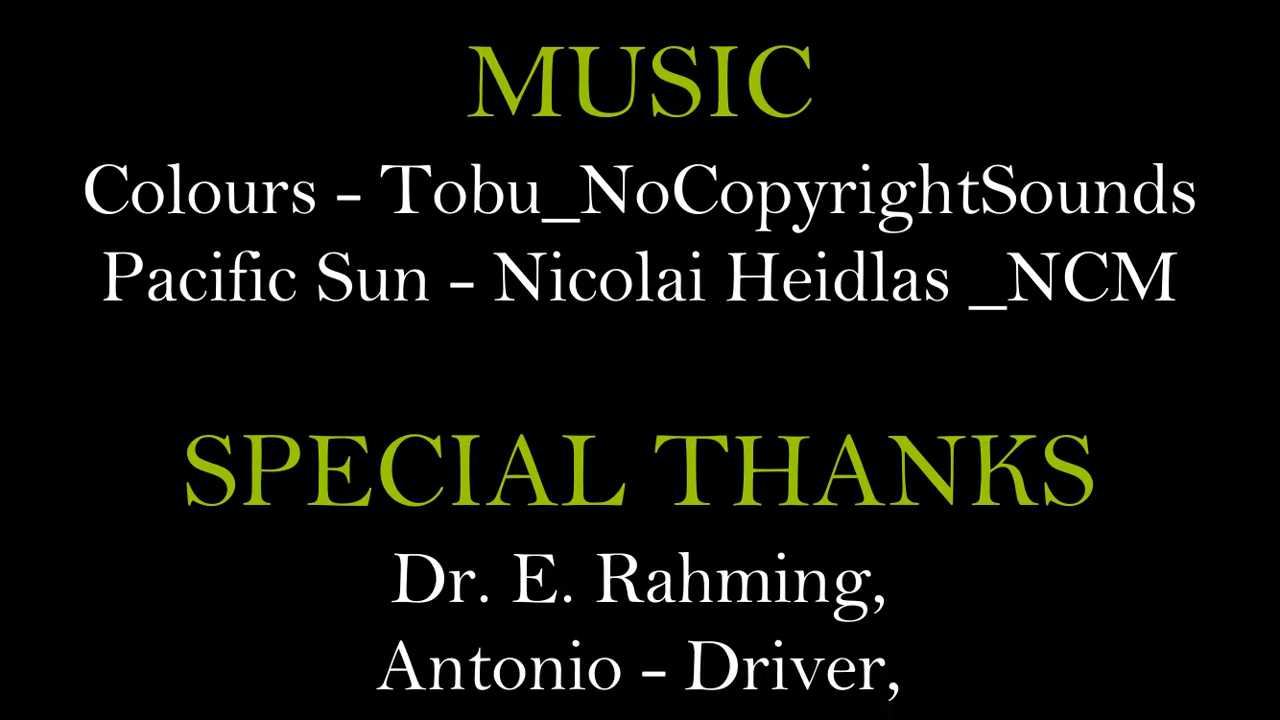 MUSIC
Colours - Tobu_NoCopyrightSounds
Pacific Sun - Nicolai Heidlas _NCM
SPECIAL THANKS
Dr. E. Rahming,
Antonio - Driver,